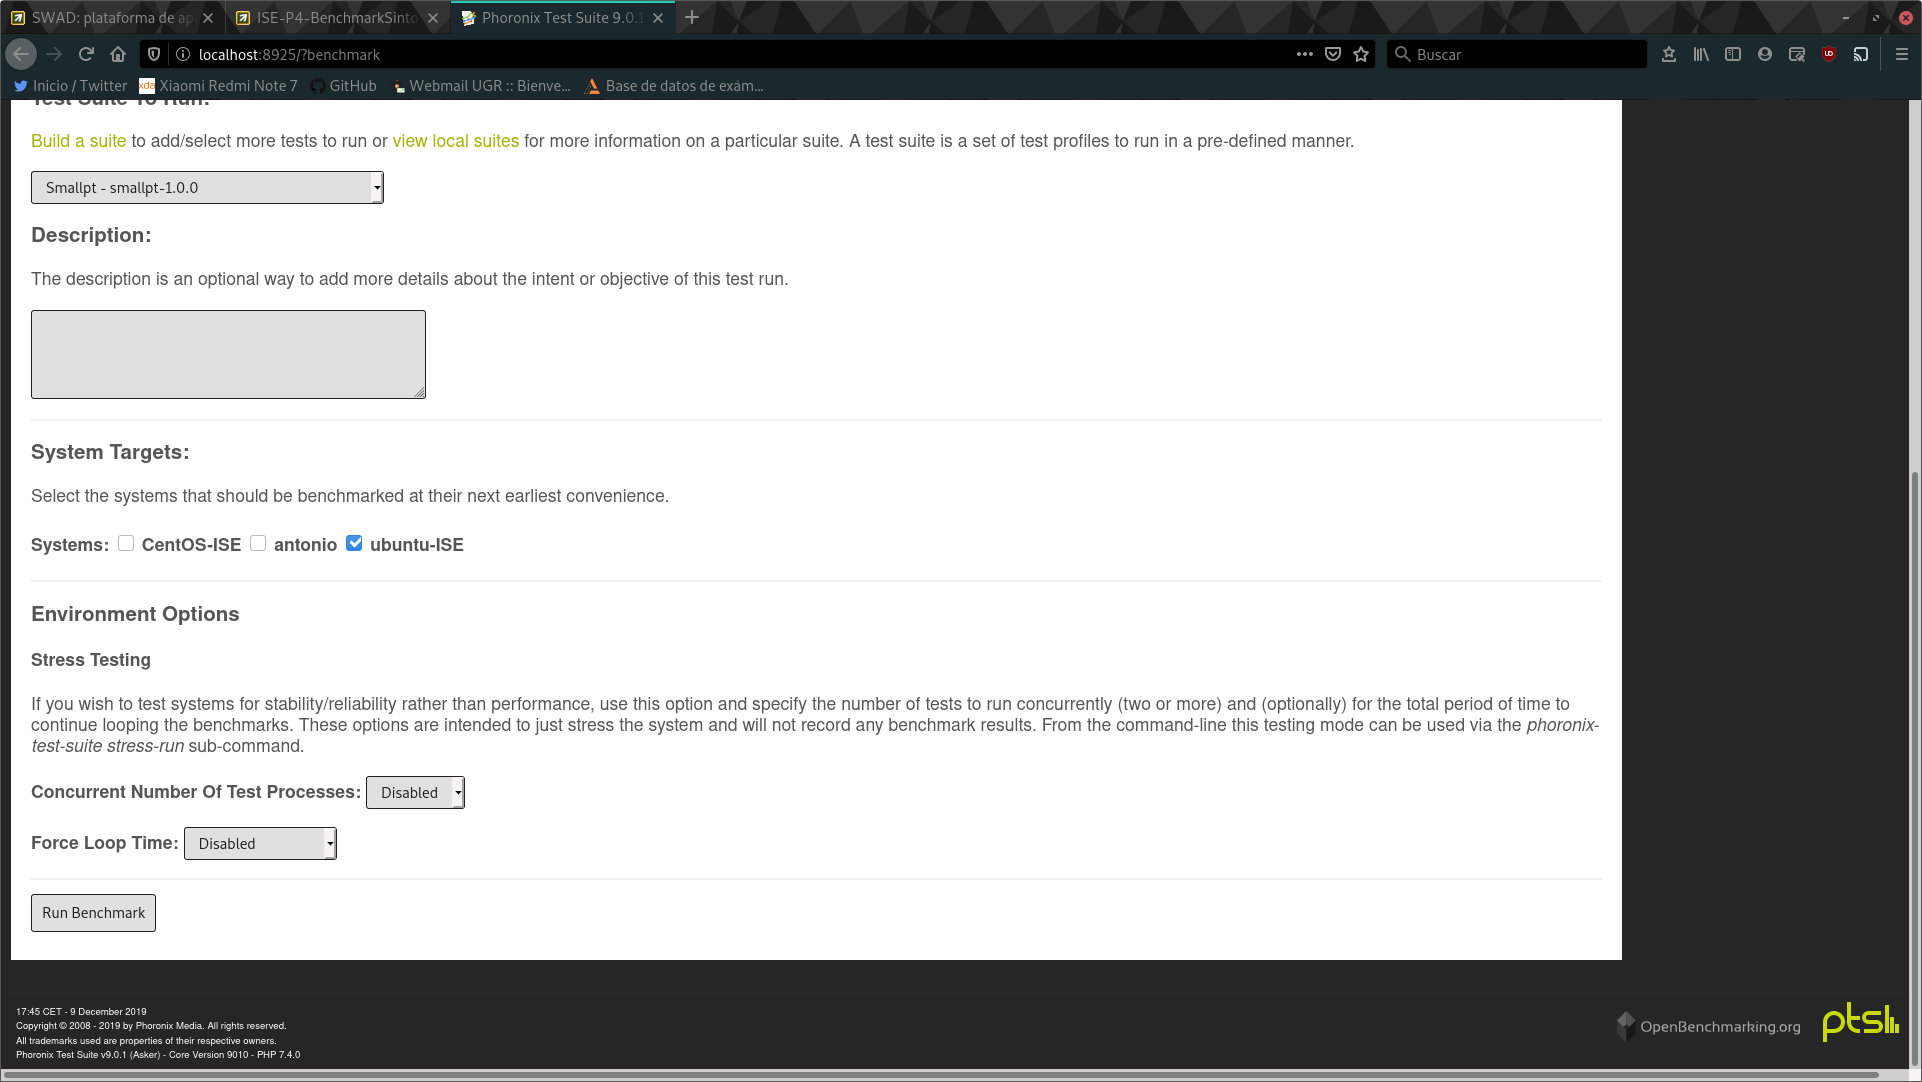 SWAD: plataforma de ap
ISE-P4-BenchmarkSinto
Phoronix Test Suite 9.0.1
localhost:8925/?benchmark
Buscar
Inicio / Twitter
xda
Xiaomi Redmi Note 7
GitHub
Webmail UGR :: Bienve...
Base de datos de exám...
Test Suite To Run:
Build a suite to add/select more tests to run or view local suites for more information on a particular suite. A test suite is a set of test profiles to run in a pre-defined manner.
Smallpt - smallpt-1.0.0
Description:
The description is an optional way to add more details about the intent or objective of this test run.
System Targets:
Select the systems that should be benchmarked at their next earliest convenience.
Systems: CentOS-ISE antonio ubuntu-ISE
Environment Options
Stress Testing
If you wish to test systems for stability/reliability rather than performance, use this option and specify the number of tests to run concurrently (two or more) and (optionally) for the total period of time to
continue looping the benchmarks. These options are intended to just stress the system and will not record any benchmark results. From the command-line this testing mode can be used via the phoronix-
test-suite stress-run sub-command.
Concurrent Number Of Test Processes: Disabled
Force Loop Time: Disabled
Run Benchmark
17:45 CET - 9 December 2019
Copyright © 2008 - 2019 by Phoronix Media. All rights reserved.
All trademarks used are properties of their respective owners.
Phoronix Test Suite v9.0.1 (Asker) - Core Version 9010 - PHP 7.4.0
OpenBenchmarking.org
ptsl